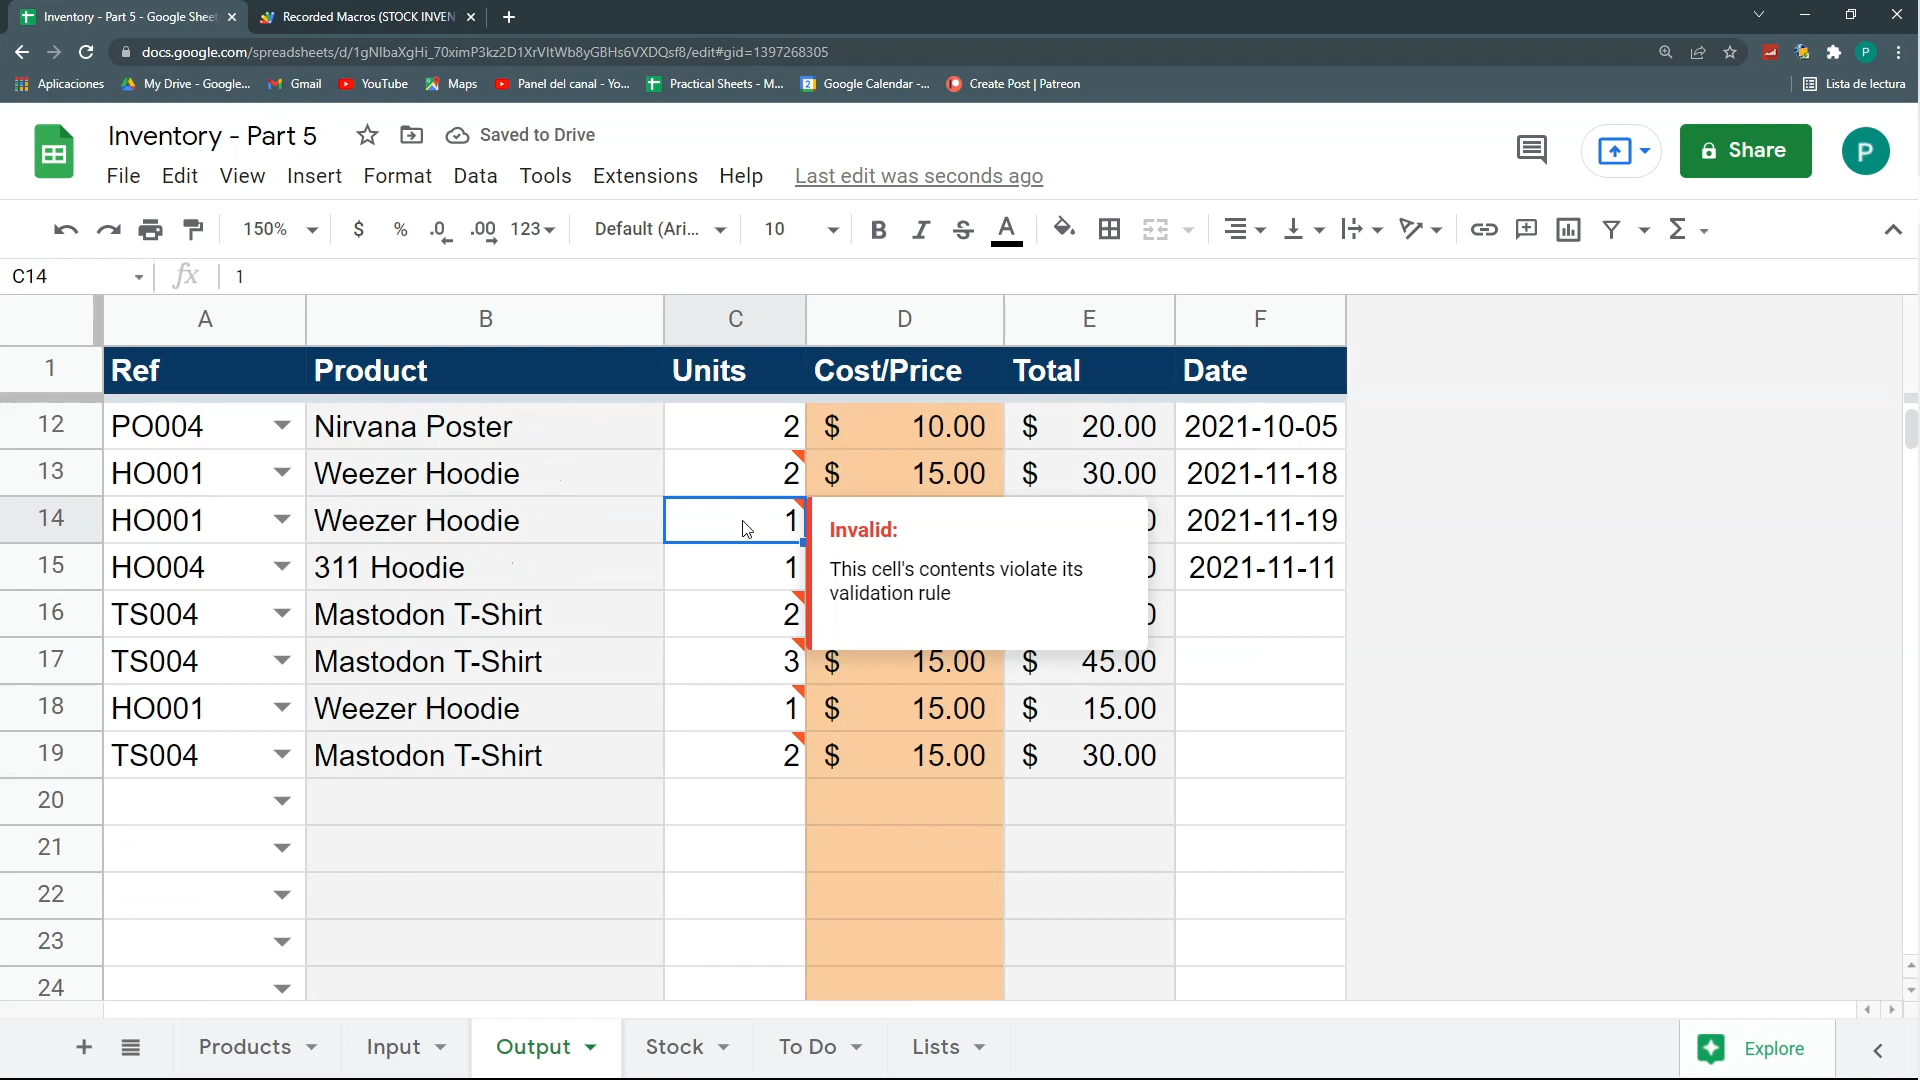 Inventory - Part 5 - Google Sheet
Recorded Macros (STOCK INVEN
docs.google.com/spreadsheets/d/1gNIbaXgHi_70ximP3kz2D1XrVItWb8yGBHs6VXDQsf8/edit#gid=1397268305
P
Aplicaciones My Drive - Google... Gmail YouTube Maps Panel del canal - Yo... Practical Sheets - M... Google Calendar -... Create Post | Patreon Lista de lectura
Inventory - Part 5 Saved to Drive Share P
File Edit View Insert Format Data Tools Extensions Help Last edit was seconds ago
150% $ % .0 .00 123 Default (Ari... 10 B I S A
C14 fx 1
A B C D E F
1 Ref Product Units Cost/Price Total Date
12 PO004 Nirvana Poster 2 $ 10.00 $ 20.00 2021-10-05
13 HO001 Weezer Hoodie 2 $ 15.00 $ 30.00 2021-11-18
14 HO001 Weezer Hoodie 1 2021-11-19
Invalid:
This cell's contents violate its
validation rule
15 HO004 311 Hoodie 1 2021-11-11
16 TS004 Mastodon T-Shirt 2
17 TS004 Mastodon T-Shirt 3 $ 15.00 $ 45.00
18 HO001 Weezer Hoodie 1 $ 15.00 $ 15.00
19 TS004 Mastodon T-Shirt 2 $ 15.00 $ 30.00
20
21
22
23
24
Products Input Output Stock To Do Lists Explore